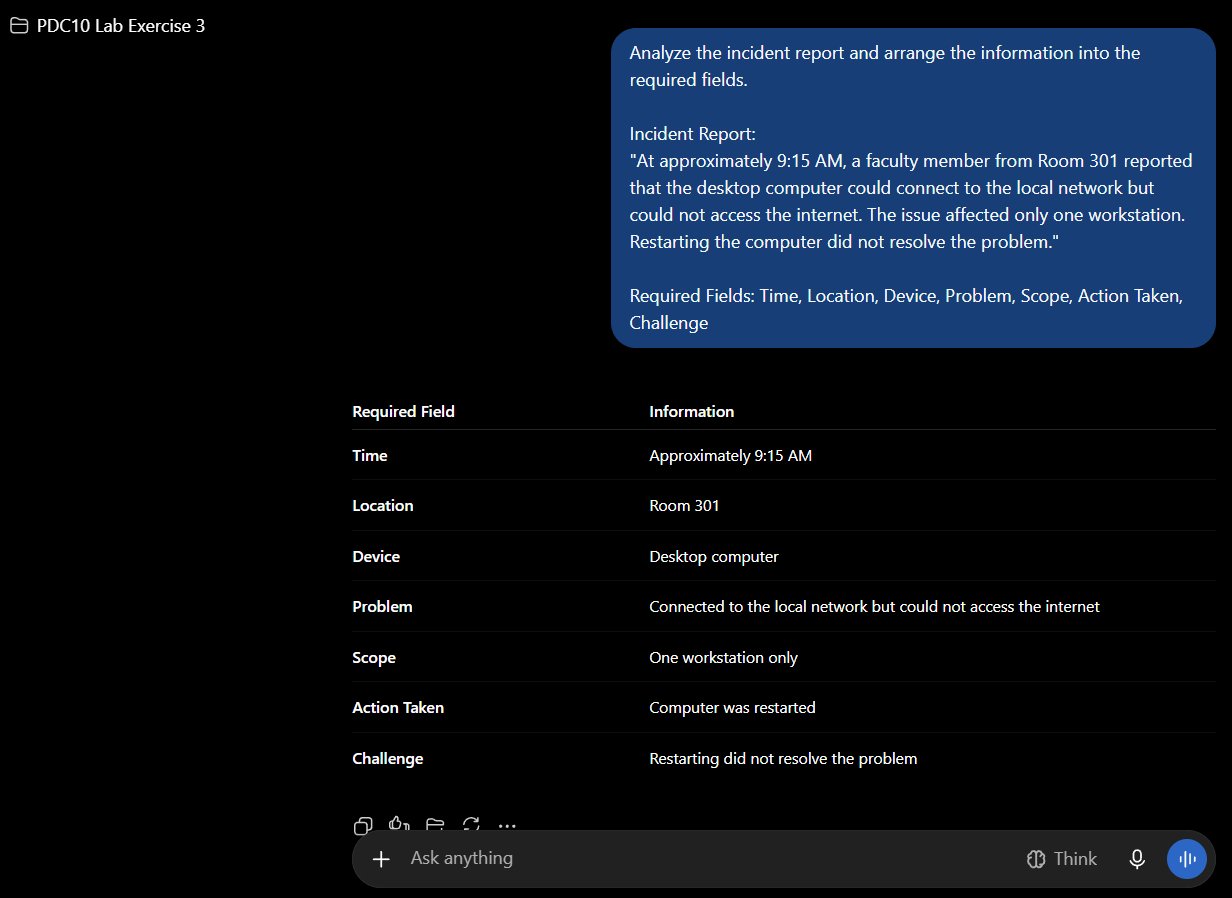 PDC10 Lab Exercise 3
Analyze the incident report and arrange the information into the
required fields.
Incident Report:
"At approximately 9:15 AM, a faculty member from Room 301 reported
that the desktop computer could connect to the local network but
could not access the internet. The issue affected only one workstation.
Restarting the computer did not resolve the problem."
Required Fields: Time, Location, Device, Problem, Scope, Action Taken,
Challenge
Required Field Information
Time Approximately 9:15 AM
Location Room 301
Device Desktop computer
Problem Connected to the local network but could not access the internet
Scope One workstation only
Action Taken Computer was restarted
Challenge Restarting did not resolve the problem
Ask anything Think